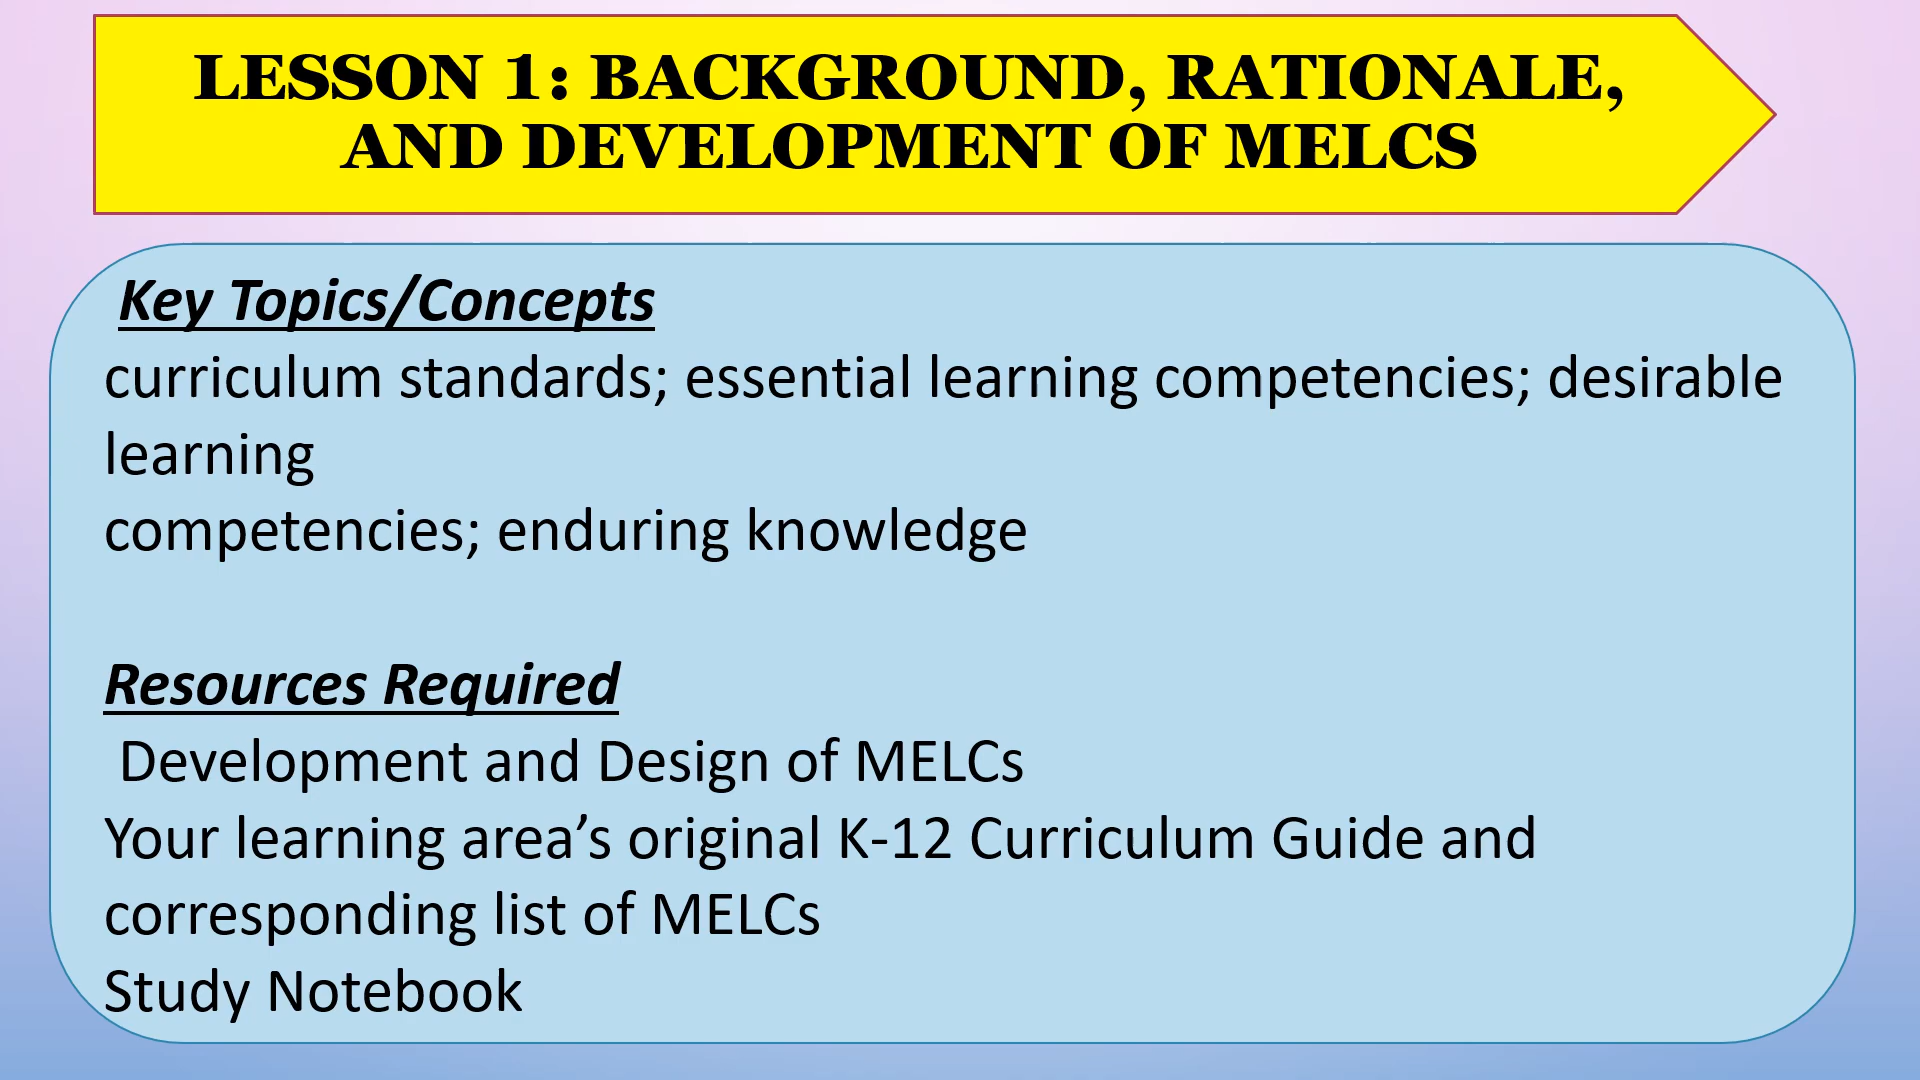 LESSON 1: BACKGROUND, RATIONALE,
AND DEVELOPMENT OF MELCS
Key Topics/Concepts
curriculum standards; essential learning competencies; desirable
learning
competencies; enduring knowledge
Resources Required
Development and Design of MELCs
Your learning area’s original K-12 Curriculum Guide and
corresponding list of MELCs
Study Notebook